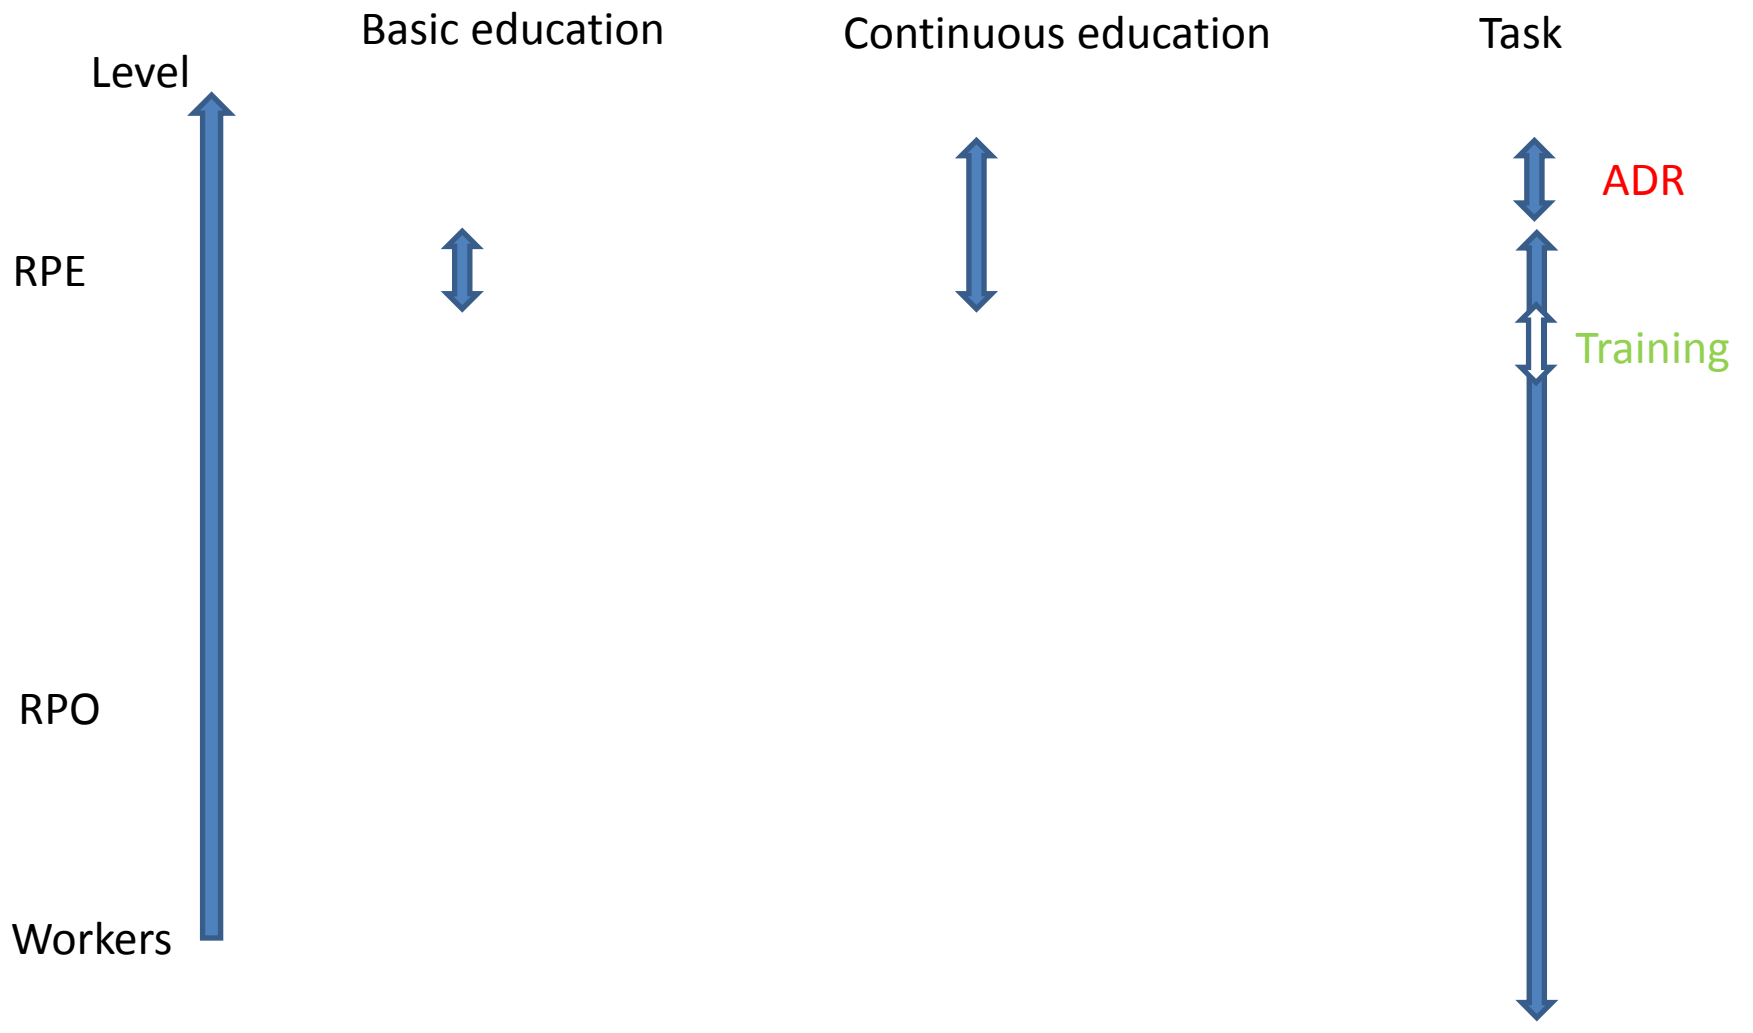 Basic education
Continuous education
Task
Level
ADR
RPE
Training
RPO
Workers